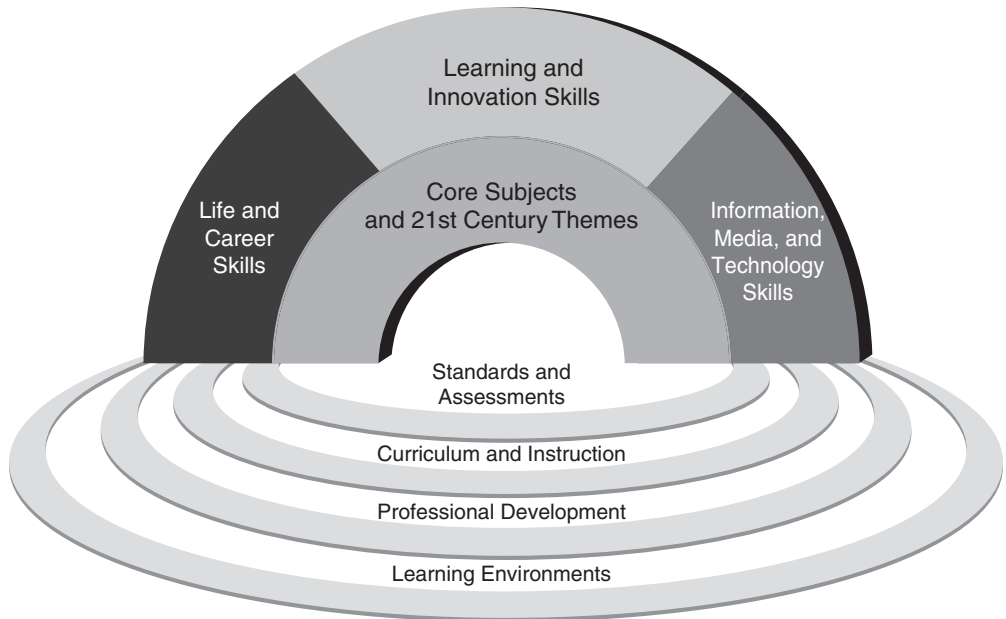 Learning and
Innovation Skills
Core Subjects
and 21st Century Themes
Life and
Career
Skills
Information,
Media, and
Technology
Skills
Standards and
Assessments
Curriculum and Instruction
Professional Development
Learning Environments